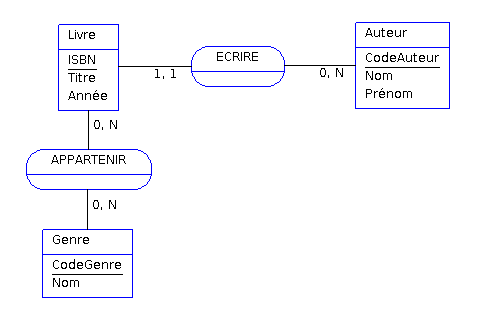 Livre
ISBN
Titre
Année
1, 1
ECRIRE
0, N
Auteur
CodeAuteur
Nom
Prénom
0, N
APPARTENIR
0, N
Genre
CodeGenre
Nom